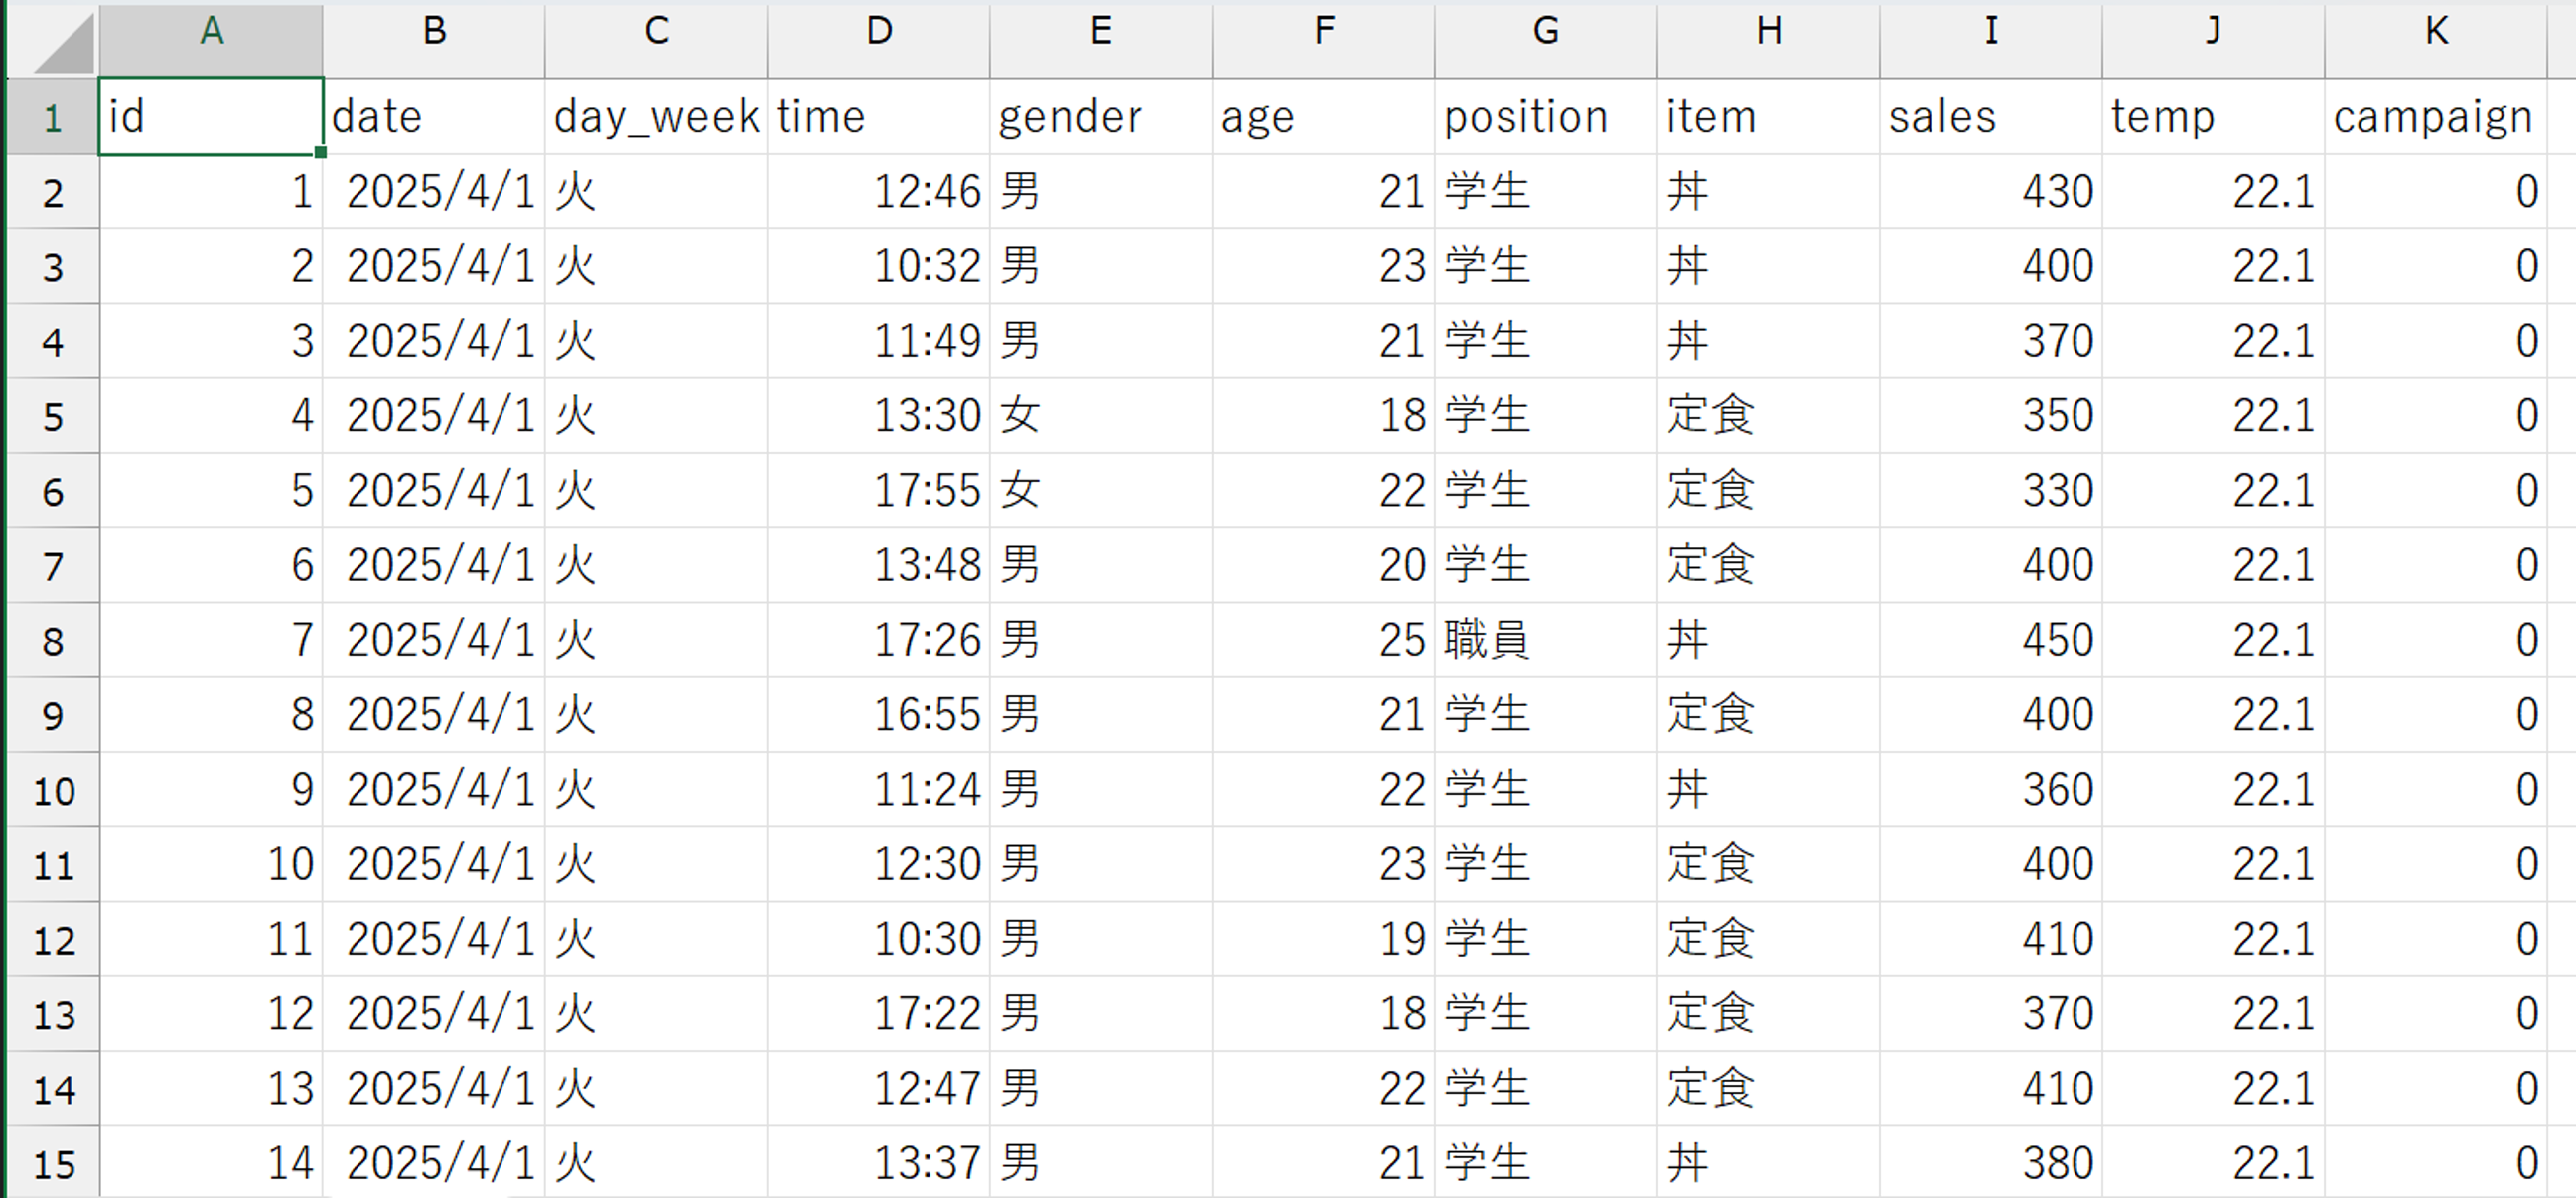 A B C D E F G H I J K
1 id date day_week time gender age position item sales temp campaign
2 1 2025/4/1 火 12:46 男 21 学生 丼 430 22.1 0
3 2 2025/4/1 火 10:32 男 23 学生 丼 400 22.1 0
4 3 2025/4/1 火 11:49 男 21 学生 丼 370 22.1 0
5 4 2025/4/1 火 13:30 女 18 学生 定食 350 22.1 0
6 5 2025/4/1 火 17:55 女 22 学生 定食 330 22.1 0
7 6 2025/4/1 火 13:48 男 20 学生 定食 400 22.1 0
8 7 2025/4/1 火 17:26 男 25 職員 丼 450 22.1 0
9 8 2025/4/1 火 16:55 男 21 学生 定食 400 22.1 0
10 9 2025/4/1 火 11:24 男 22 学生 丼 360 22.1 0
11 10 2025/4/1 火 12:30 男 23 学生 定食 400 22.1 0
12 11 2025/4/1 火 10:30 男 19 学生 定食 410 22.1 0
13 12 2025/4/1 火 17:22 男 18 学生 定食 370 22.1 0
14 13 2025/4/1 火 12:47 男 22 学生 定食 410 22.1 0
15 14 2025/4/1 火 13:37 男 21 学生 丼 380 22.1 0